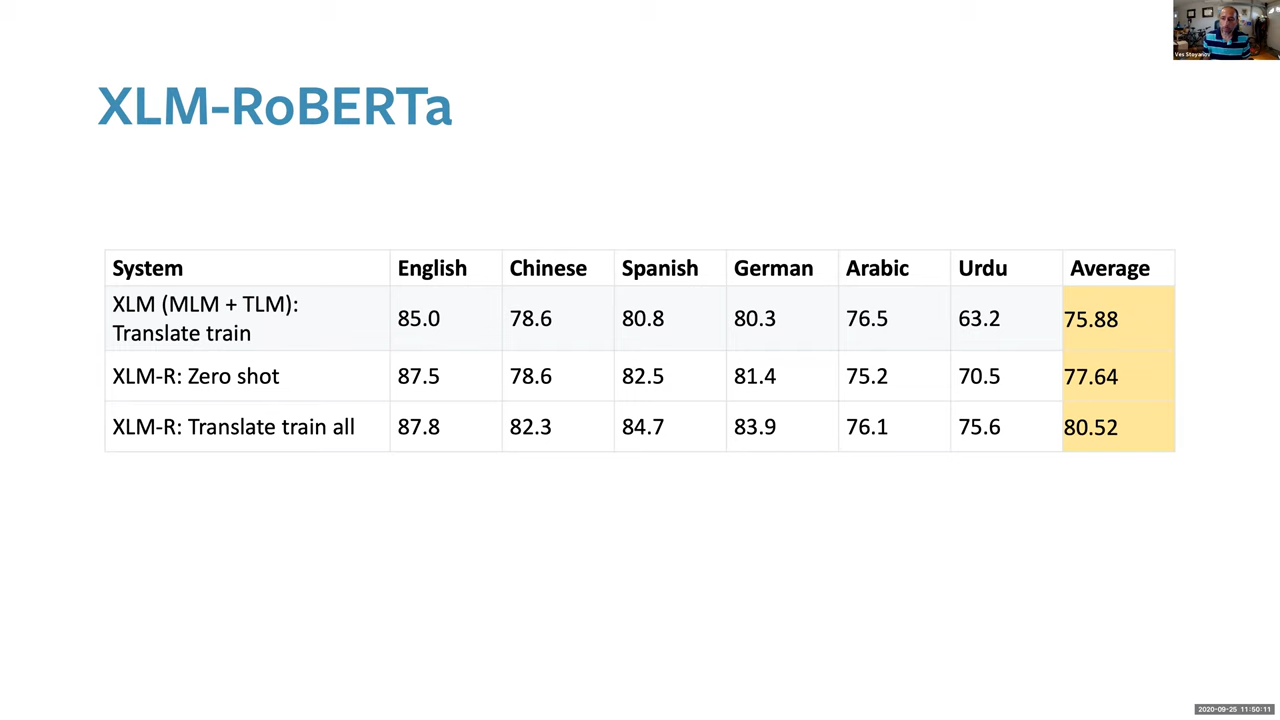 Ves Stoyanov
XLM-RoBERTa
System English Chinese Spanish German Arabic Urdu Average
XLM (MLM + TLM):
Translate train 85.0 78.6 80.8 80.3 76.5 63.2 75.88
XLM-R: Zero shot 87.5 78.6 82.5 81.4 75.2 70.5 77.64
XLM-R: Translate train all 87.8 82.3 84.7 83.9 76.1 75.6 80.52
2020-09-25 11:50:11